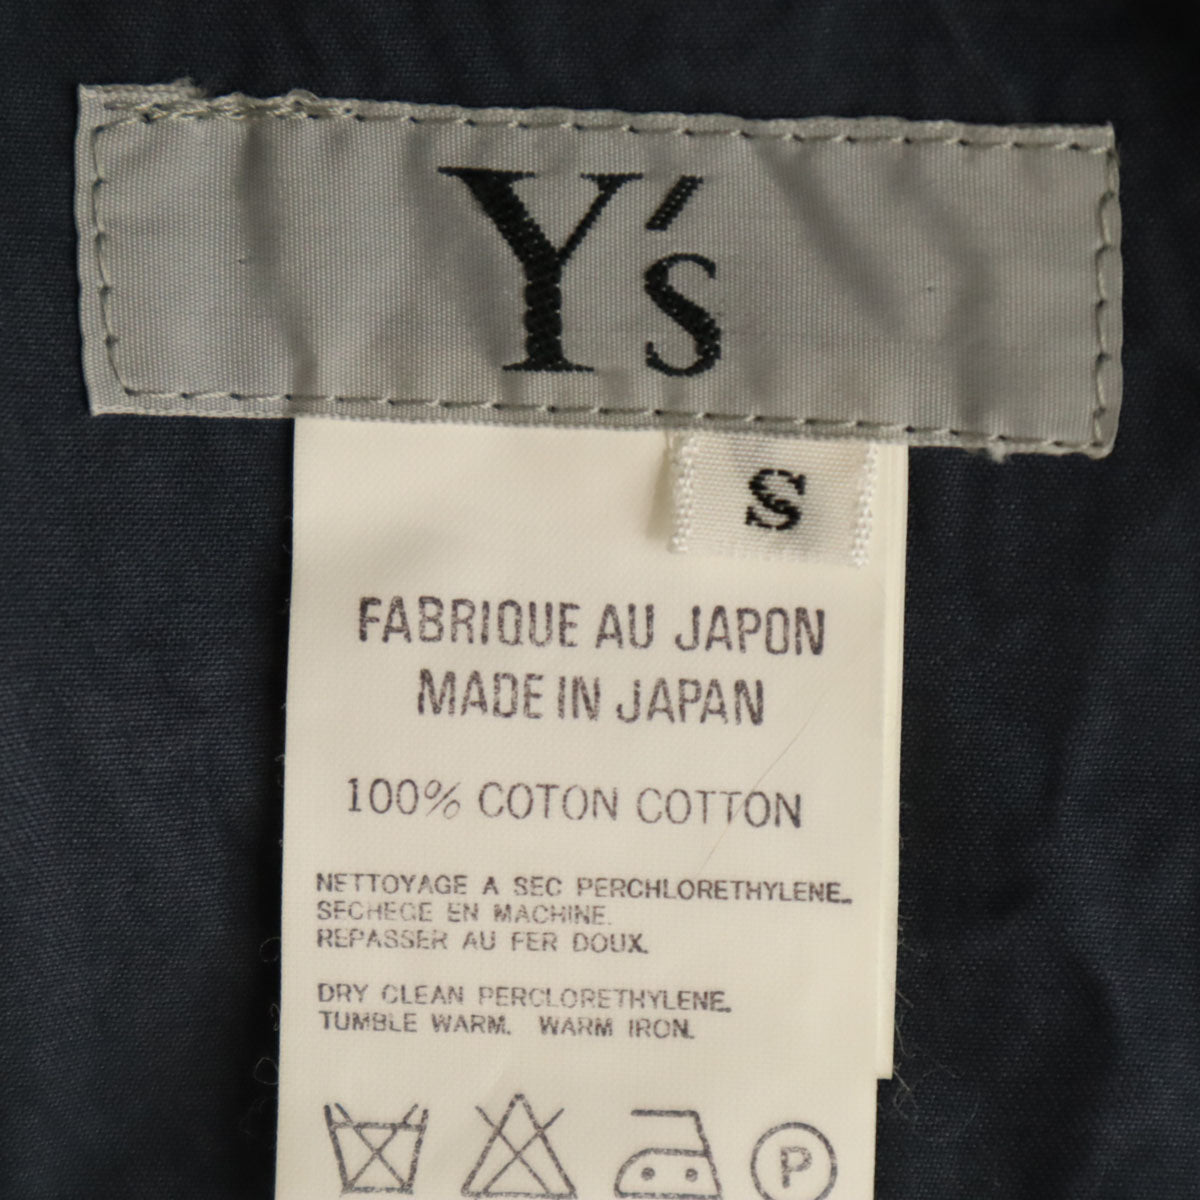 Y's
S
FABRIQUE AU JAPON
MADE IN JAPAN
100% COTON COTTON
NETTOYAGE A SEC PERCHLORETHYLENE.
SECHEGE EN MACHINE.
REPASSER AU FER DOUX.
DRY CLEAN PERCLORETHYLENE.
TUMBLE WARM. WARM IRON.
P